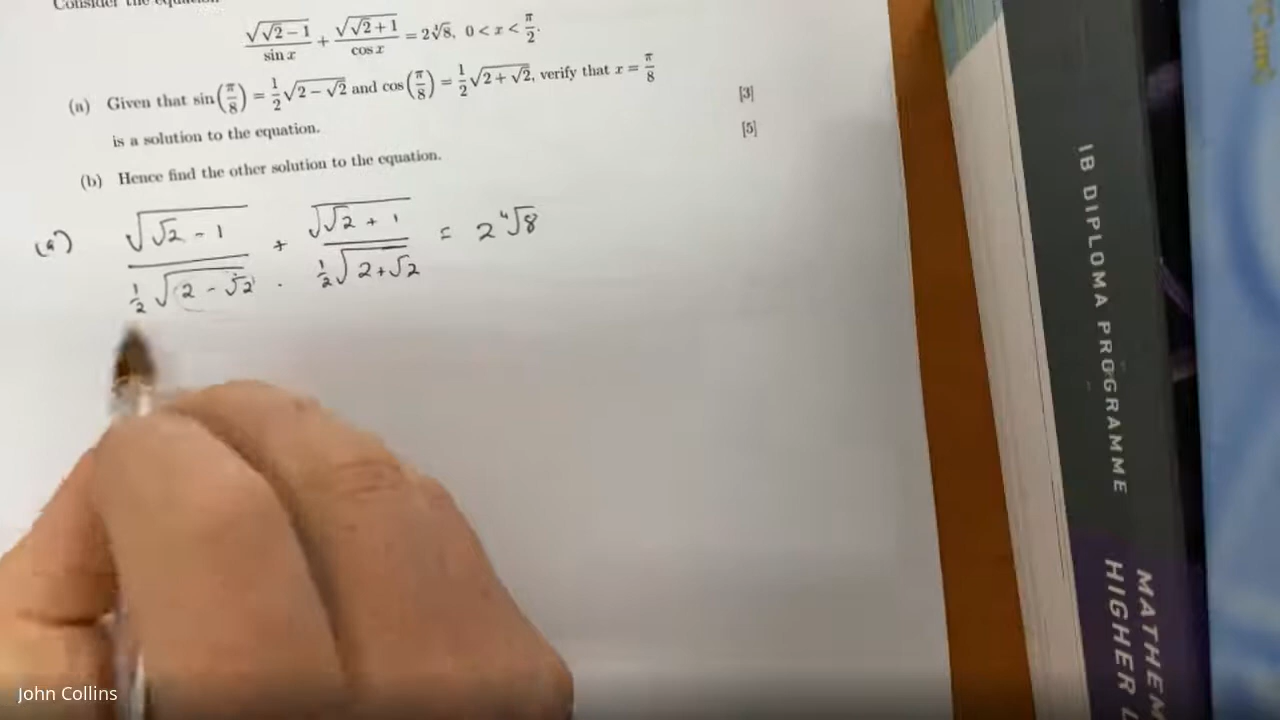 Consider the equation
√(√2 − 1)/sin x + √(√2 + 1)/cos x = 2∜8, 0 < x < π/2.
(a) Given that sin(π/8) = 1/2 √(2 − √2) and cos(π/8) = 1/2 √(2 + √2), verify that x = π/8
is a solution to the equation. [3]
(b) Hence find the other solution to the equation. [5]
(a) √(√2 − 1)/(1/2 √(2 − √2)) + √(√2 + 1)/(1/2 √(2 + √2)) = 2 ∜8
IB DIPLOMA PROGRAMME
MATHEM
HIGHER L
John Collins